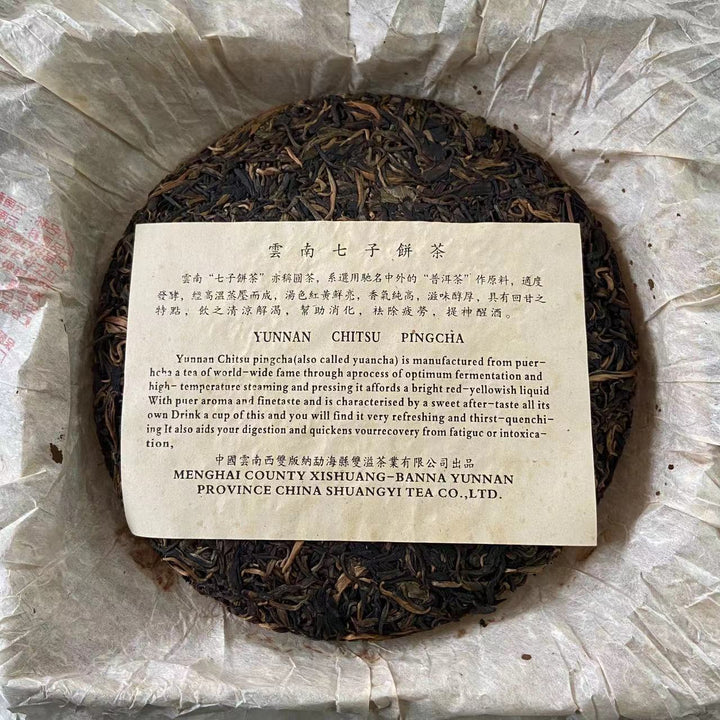 雲南七子餅茶
雲南“七子餅茶”亦稱圓茶，系選用馳名中外的“普洱茶”作原料，適度
發酵，經高溫蒸壓而成，湯色紅黃鮮亮，香氣純高，滋味醇厚，具有回甘之
特點，飲之清涼解渴，幫助消化，祛除疲勞，提神醒酒。
YUNNAN CHITSU PINGCHA
Yunnan Chitsu pingcha(also called yuancha) is manufactured from puer-
hcha a tea of world-wide fame through aprocess of optimum fermentation and
high- temperature steaming and pressing it affords a bright red-yellowish liquid
With puer aroma and finetaste and is characterised by a sweet after-taste all its
own Drink a cup of this and you will find it very refreshing and thirst-quenchi-
ing It also aids your digestion and quickens vourrecovery from fatiguc or intoxica-
tion,
中國雲南西雙版納勐海縣雙溢茶業有限公司出品
MENGHAI COUNTY XISHUANG-BANNA YUNNAN
PROVINCE CHINA SHUANGYI TEA CO.,LTD.